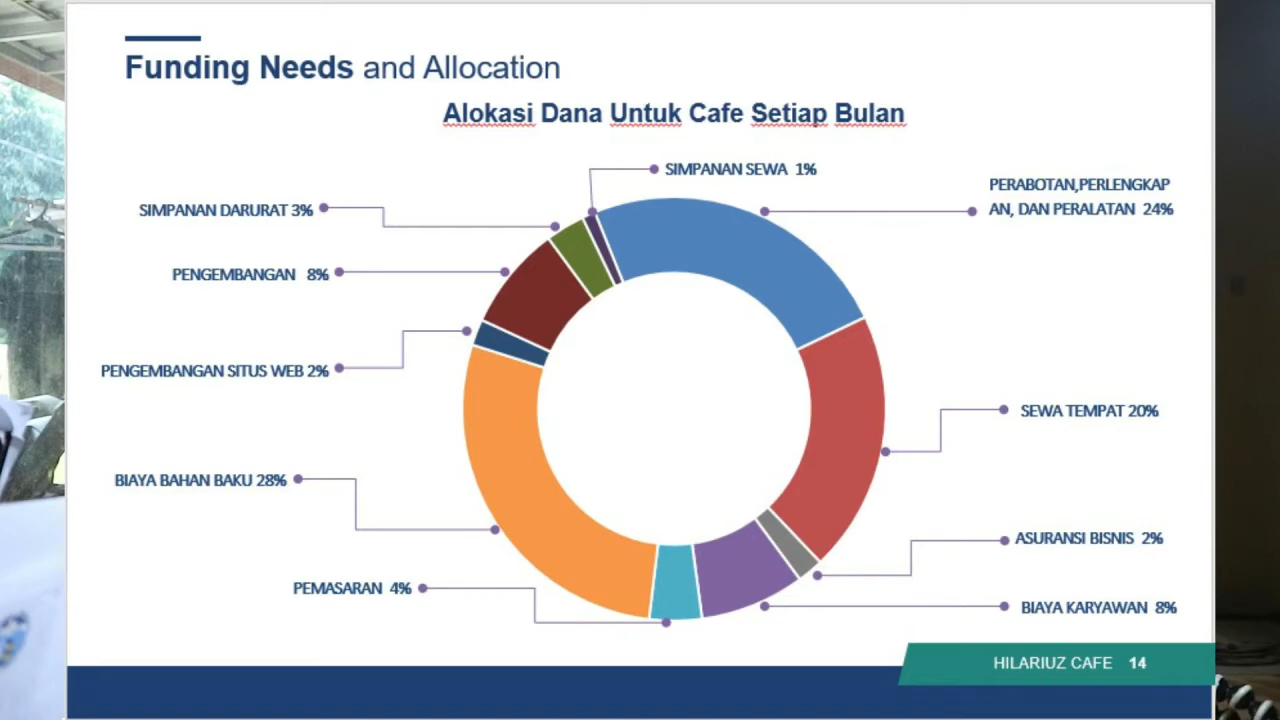 Funding Needs and Allocation
Alokasi Dana Untuk Cafe Setiap Bulan
SIMPANAN SEWA 1%
PERABOTAN,PERLENGKAP
AN, DAN PERALATAN 24%
SIMPANAN DARURAT 3%
PENGEMBANGAN 8%
PENGEMBANGAN SITUS WEB 2%
SEWA TEMPAT 20%
BIAYA BAHAN BAKU 28%
ASURANSI BISNIS 2%
PEMASARAN 4%
BIAYA KARYAWAN 8%
HILARIUZ CAFE 14